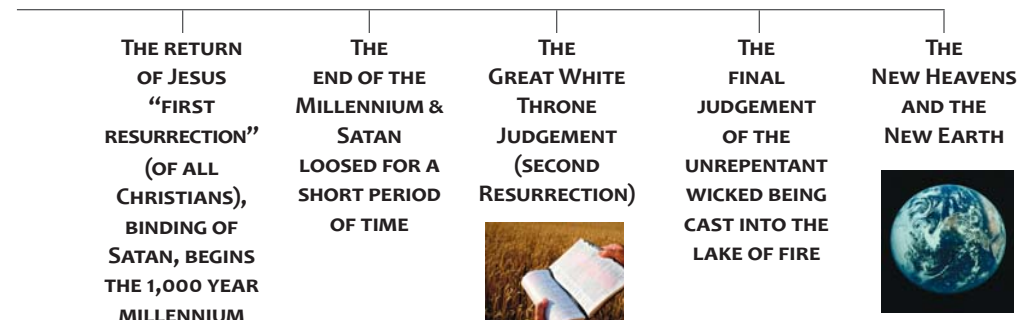 The return
of Jesus
“first
resurrection”
(of all
Christians),
binding of
Satan, begins
the 1,000 year
millennium
The
end of the
Millennium &
Satan
loosed for a
short period
of time
The
Great White
Throne
Judgement
(second
Resurrection)
The
final
judgement
of the
unrepentant
wicked being
cast into the
lake of fire
The
New Heavens
and the
New Earth